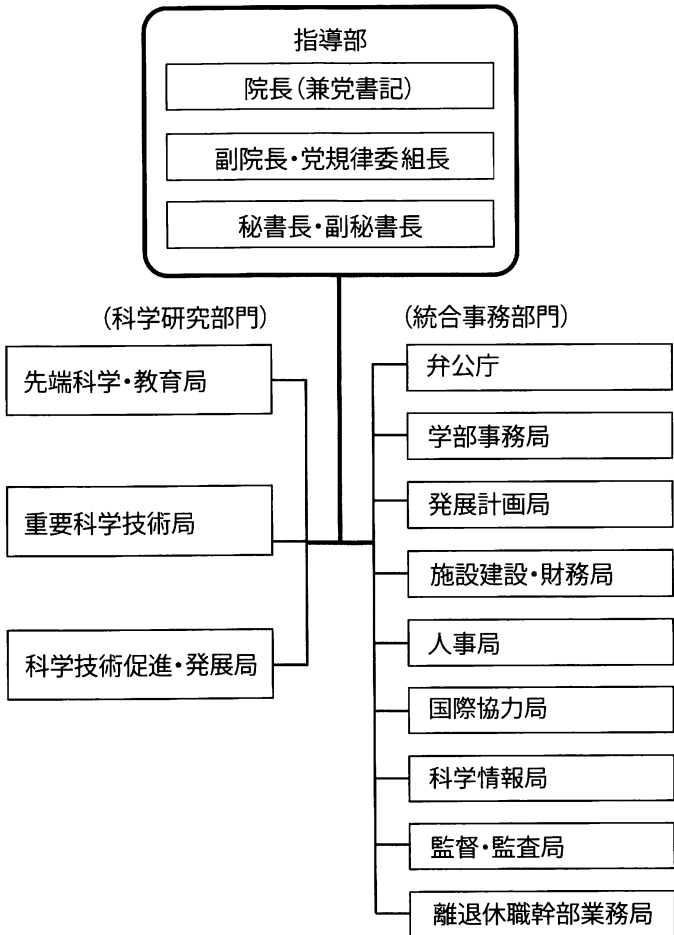 指導部
院長(兼党書記)
副院長・党規律委組長
秘書長・副秘書長
(科学研究部門)
先端科学・教育局
重要科学技術局
科学技術促進・発展局
(統合事務部門)
弁公庁
学部事務局
発展計画局
施設建設・財務局
人事局
国際協力局
科学情報局
監督・監査局
離退休職幹部業務局